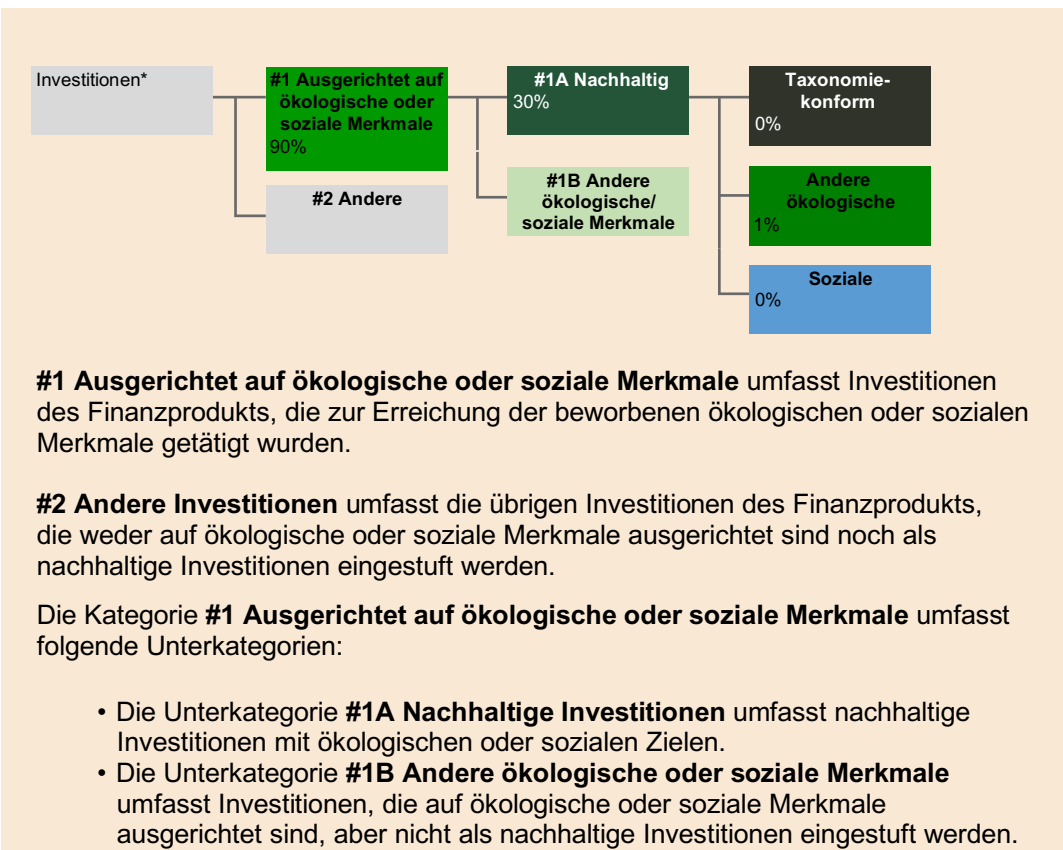 Investitionen*
#1 Ausgerichtet auf
ökologische oder
soziale Merkmale
90%
#2 Andere
#1A Nachhaltig
30%
#1B Andere
ökologische/
soziale Merkmale
Taxonomie-
konform
0%
Andere
ökologische
1%
Soziale
0%
#1 Ausgerichtet auf ökologische oder soziale Merkmale umfasst Investitionen
des Finanzprodukts, die zur Erreichung der beworbenen ökologischen oder sozialen
Merkmale getätigt wurden.
#2 Andere Investitionen umfasst die übrigen Investitionen des Finanzprodukts,
die weder auf ökologische oder soziale Merkmale ausgerichtet sind noch als
nachhaltige Investitionen eingestuft werden.
Die Kategorie #1 Ausgerichtet auf ökologische oder soziale Merkmale umfasst
folgende Unterkategorien:
• Die Unterkategorie #1A Nachhaltige Investitionen umfasst nachhaltige
Investitionen mit ökologischen oder sozialen Zielen.
• Die Unterkategorie #1B Andere ökologische oder soziale Merkmale
umfasst Investitionen, die auf ökologische oder soziale Merkmale
ausgerichtet sind, aber nicht als nachhaltige Investitionen eingestuft werden.